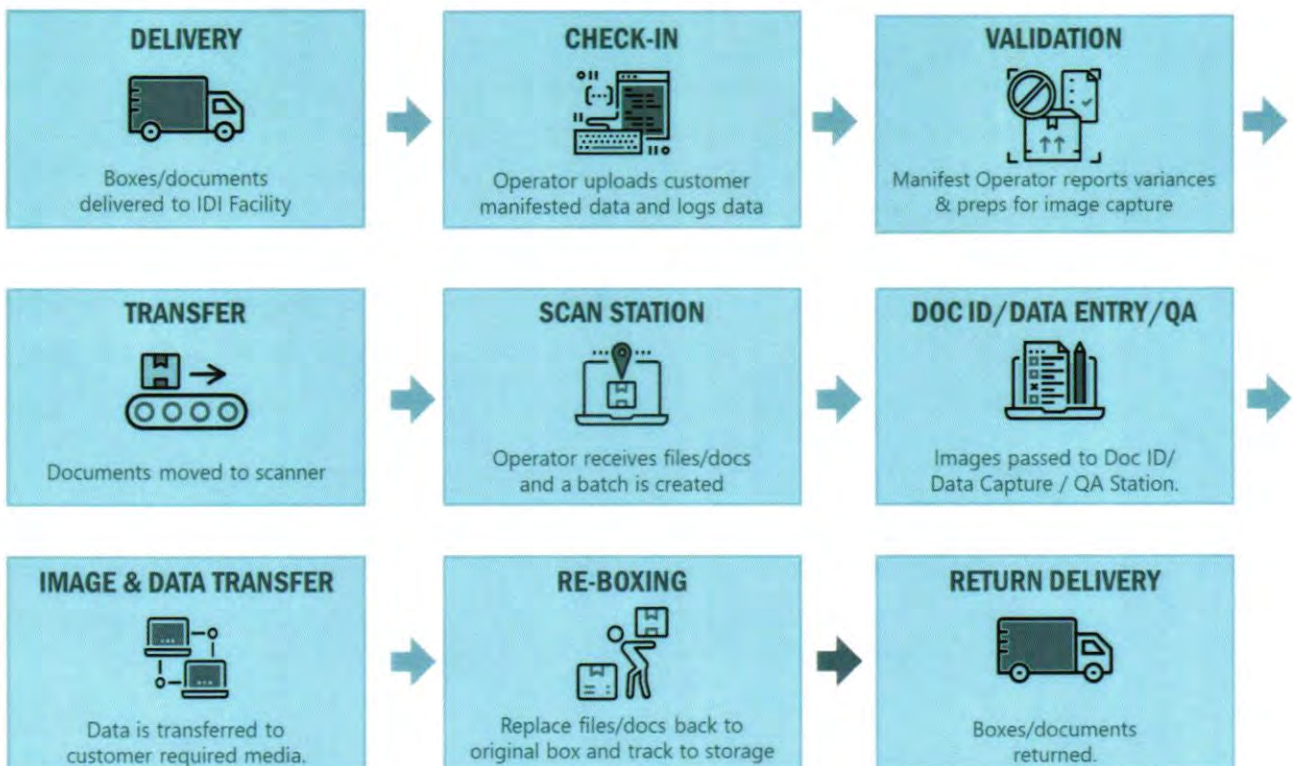 DELIVERY
Boxes/documents
delivered to IDI Facility
CHECK-IN
Operator uploads customer
manifested data and logs data
VALIDATION
Manifest Operator reports variances
& preps for image capture
TRANSFER
Documents moved to scanner
SCAN STATION
Operator receives files/docs
and a batch is created
DOC ID/DATA ENTRY/QA
Images passed to Doc ID/
Data Capture / QA Station.
IMAGE & DATA TRANSFER
Data is transferred to
customer required media.
RE-BOXING
Replace files/docs back to
original box and track to storage
RETURN DELIVERY
Boxes/documents
returned.